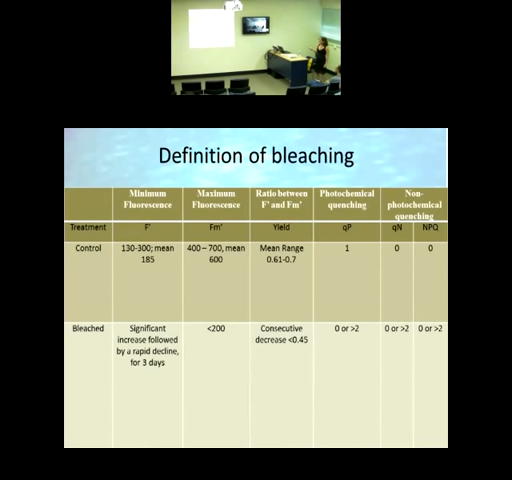 Definition of bleaching
Minimum Fluorescence
Maximum Fluorescence
Ratio between F' and Fm'
Photochemical quenching
Non-photochemical quenching
Treatment F' Fm' Yield qP qN NPQ
Control
130-300; mean 185
400 – 700, mean 600
Mean Range 0.61-0.7
1
0
0
Bleached
Significant increase followed by a rapid decline, for 3 days
<200
Consecutive decrease <0.45
0 or >2
0 or >2
0 or >2